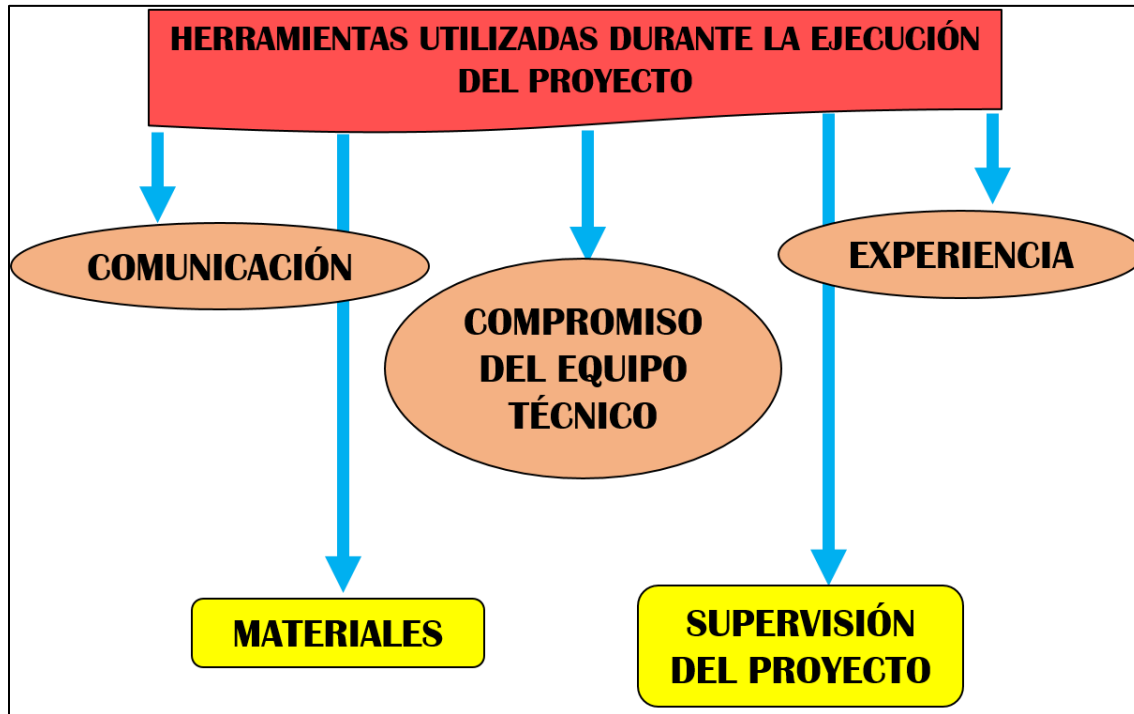 HERRAMIENTAS UTILIZADAS DURANTE LA EJECUCIÓN
DEL PROYECTO
COMUNICACIÓN
EXPERIENCIA
COMPROMISO
DEL EQUIPO
TÉCNICO
MATERIALES
SUPERVISIÓN
DEL PROYECTO